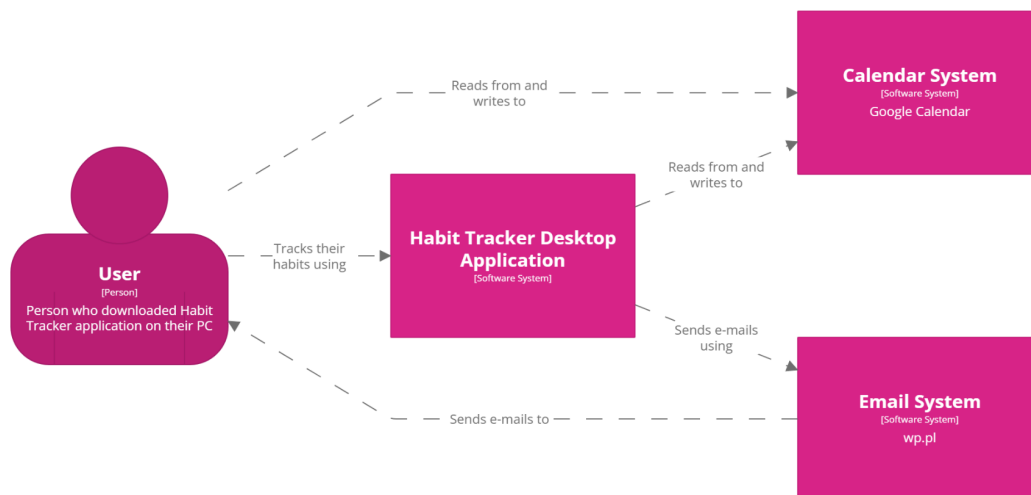 Calendar System
[Software System]
Google Calendar
Reads from and
writes to
Reads from and
writes to
Habit Tracker Desktop
Application
[Software System]
Tracks their
habits using
User
[Person]
Person who downloaded Habit
Tracker application on their PC
Sends e-mails
using
Sends e-mails to
Email System
[Software System]
wp.pl